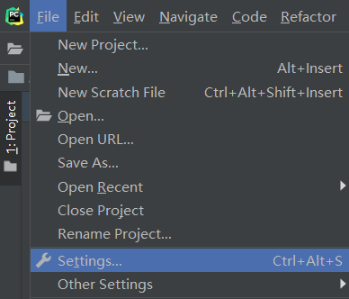 PC File Edit View Navigate Code Refactor
New Project...
New... Alt+Insert
New Scratch File Ctrl+Alt+Shift+Insert
Open...
Open URL...
Save As...
Open Recent
Close Project
Rename Project...
Settings... Ctrl+Alt+S
Other Settings
1: Project